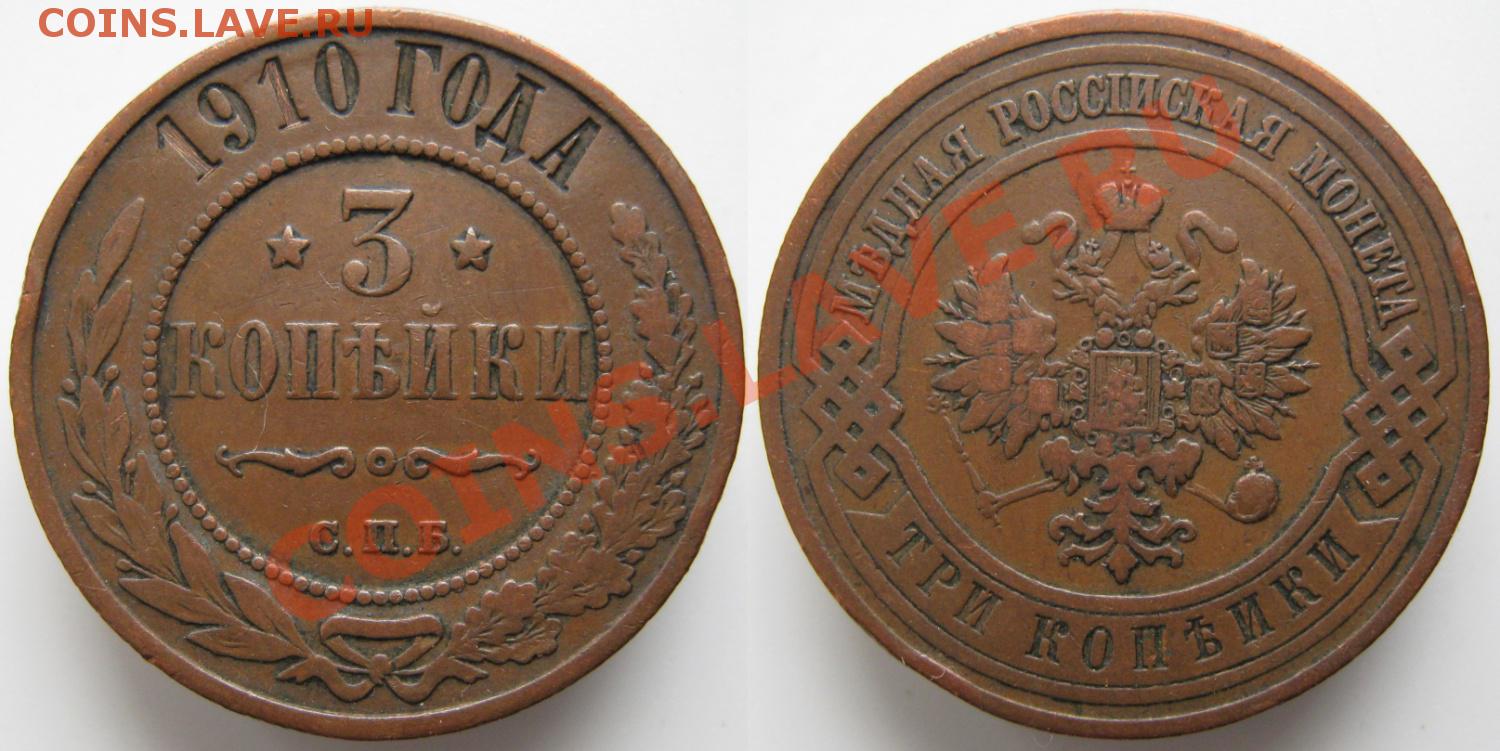 COINS.LAVE.RU
1910 ГОДА
3
КОПѢЙКИ
С.П.Б.
МѢДНАЯ РОССІЙСКАЯ МОНЕТА
ТРИ КОПѢЙКИ
COINS.LAVE.RU